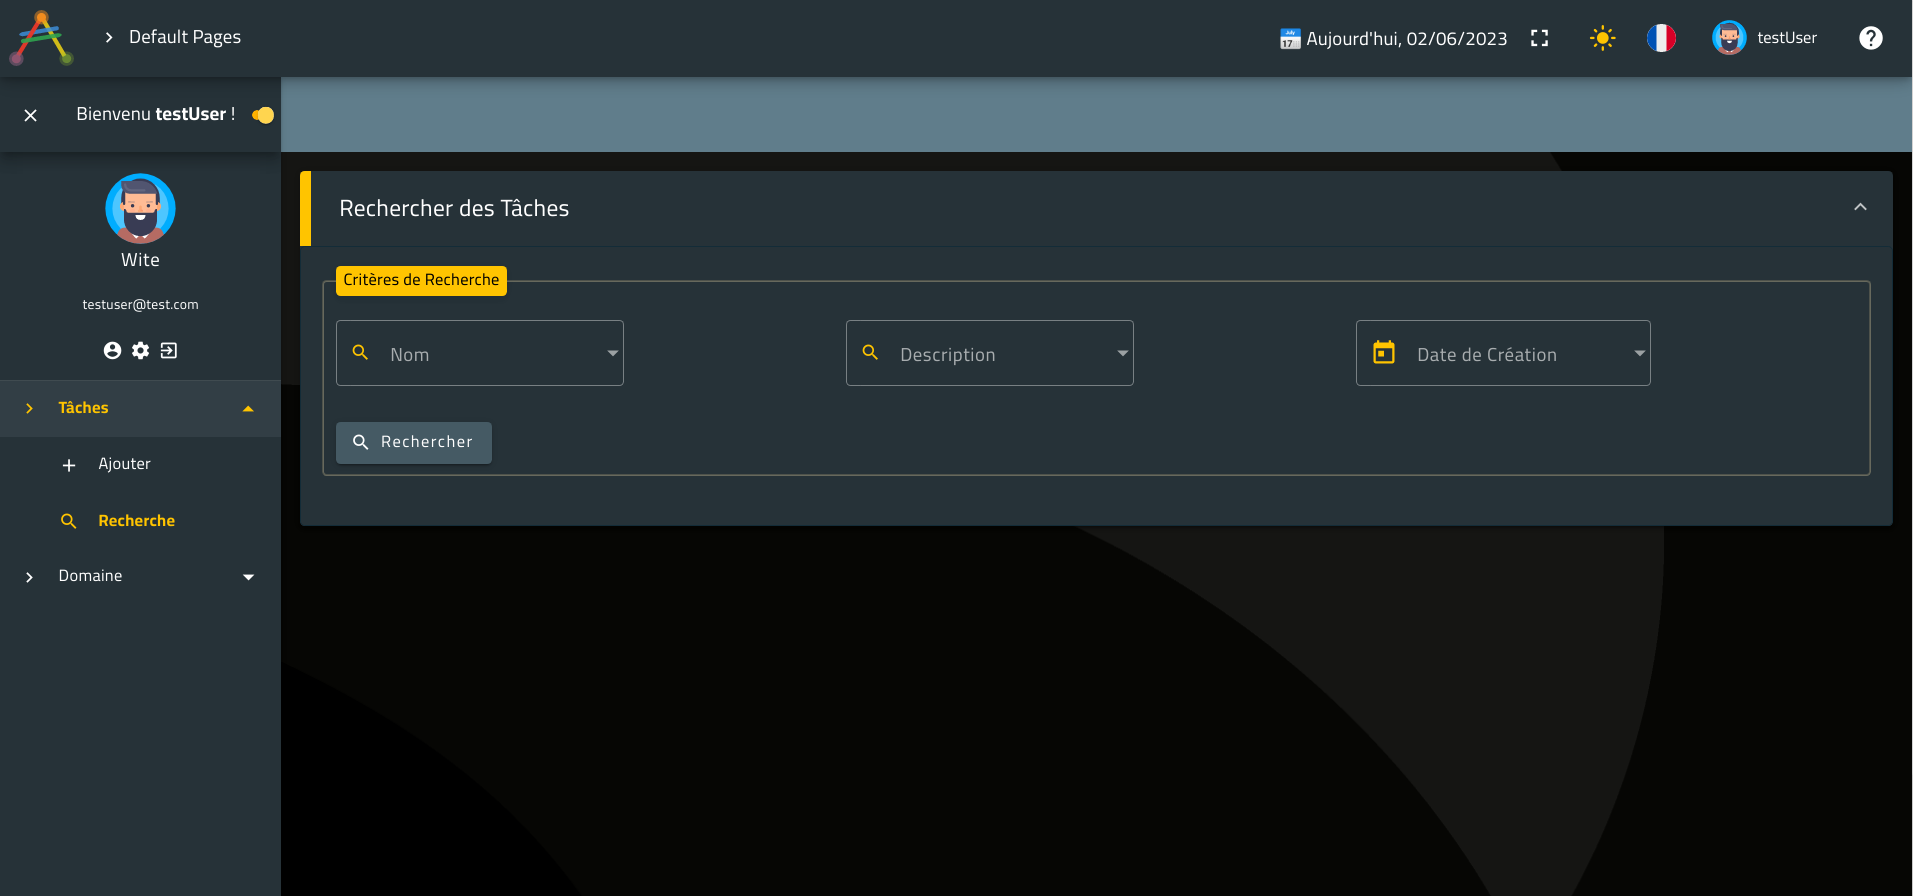 Default Pages
Aujourd'hui, 02/06/2023
testUser
Bienvenu testUser !
Wite
testuser@test.com
Tâches
Ajouter
Recherche
Domaine
Rechercher des Tâches
Critères de Recherche
Nom
Description
Date de Création
Rechercher